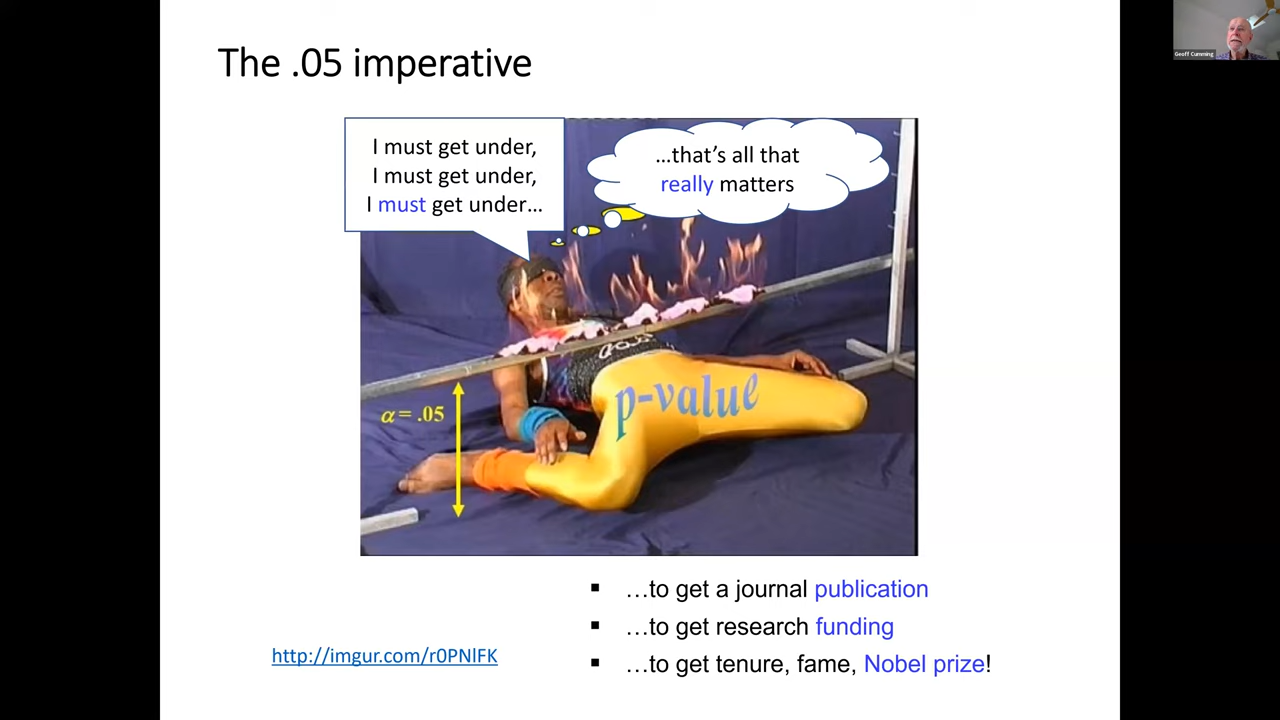 The .05 imperative
Geoff Cumming
I must get under,
I must get under,
I must get under…
…that's all that
really matters
p-value
α = .05
▪ …to get a journal publication
▪ …to get research funding
▪ …to get tenure, fame, Nobel prize!
http://imgur.com/r0PNlFK